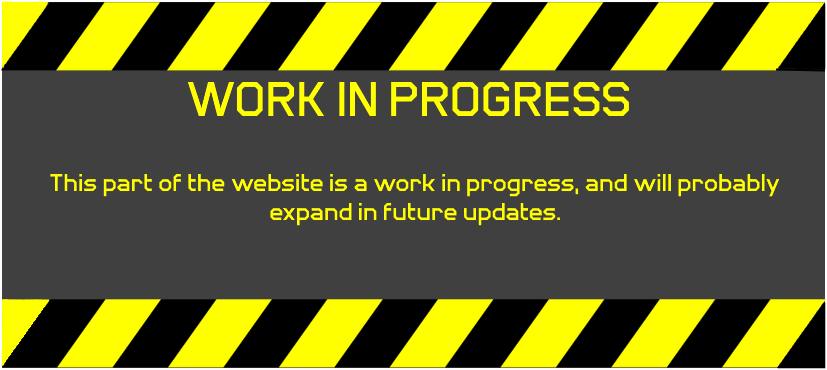 WORK IN PROGRESS
This part of the website is a work in progress, and will probably
expand in future updates.